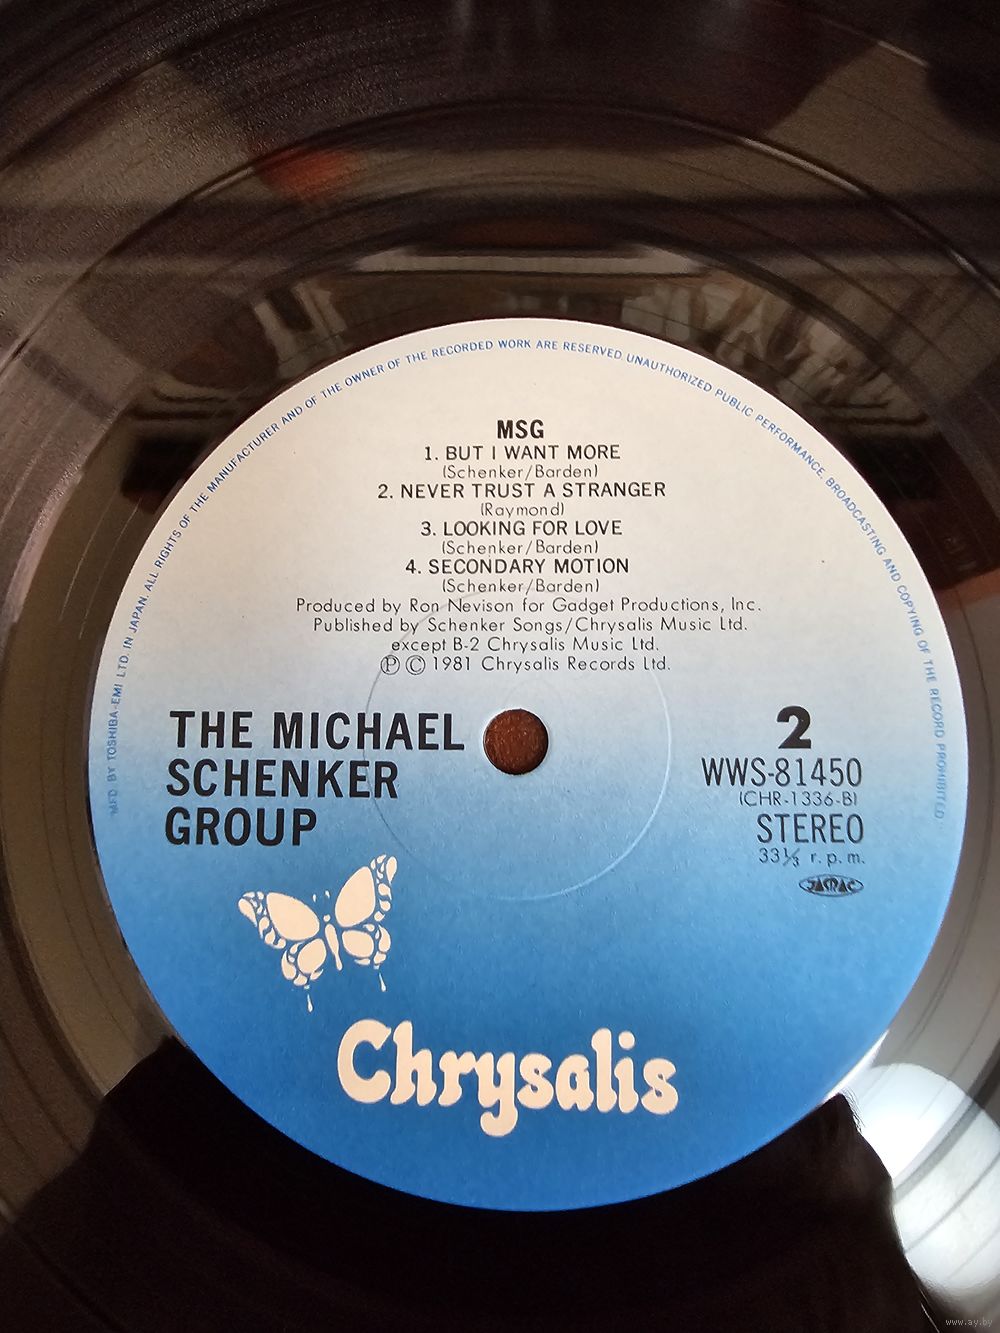 MFD. BY TOSHIBA-EMI LTD. IN JAPAN. ALL RIGHTS OF THE MANUFACTURER AND OF THE OWNER OF THE RECORDED WORK ARE RESERVED. UNAUTHORIZED PUBLIC PERFORMANCE. BROADCASTING AND COPYING OF THE RECORD PROHIBITED
MSG
1. BUT I WANT MORE
(Schenker/Barden)
2. NEVER TRUST A STRANGER
(Raymond)
3. LOOKING FOR LOVE
(Schenker/Barden)
4. SECONDARY MOTION
(Schenker/Barden)
Produced by Ron Nevison for Gadget Productions, Inc.
Published by Schenker Songs/Chrysalis Music Ltd.
except B-2 Chrysalis Music Ltd.
Ⓟ Ⓒ 1981 Chrysalis Records Ltd.
THE MICHAEL
SCHENKER
GROUP
2
WWS-81450
(CHR-1336-B)
STEREO
33⅓ r.p.m.
JASRAC
Chrysalis
www.ay.by